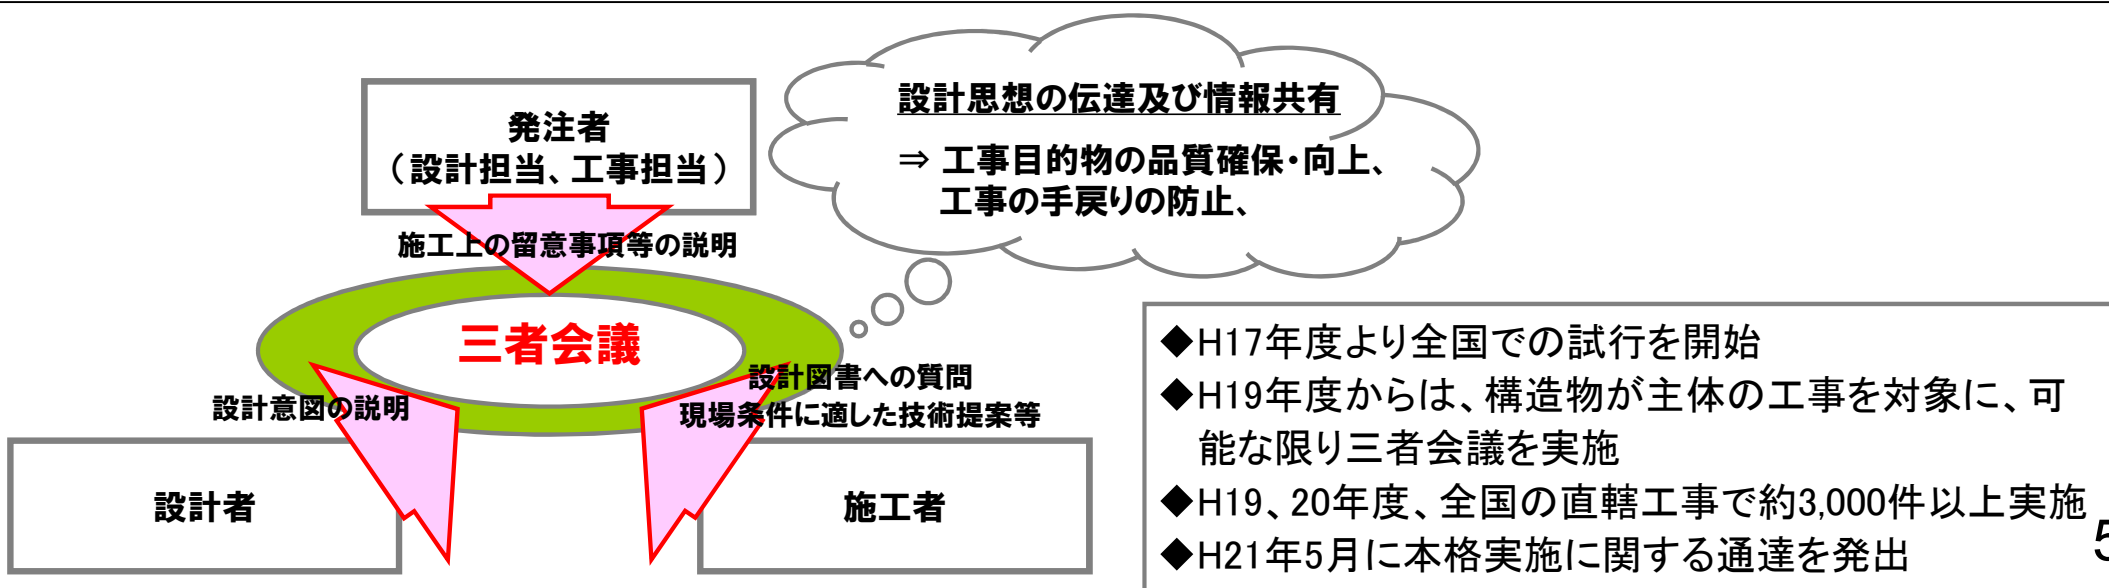 発注者
（設計担当、工事担当）
設計思想の伝達及び情報共有
⇒ 工事目的物の品質確保・向上、
工事の手戻りの防止、
施工上の留意事項等の説明
三者会議
設計意図の説明
設計図書への質問
現場条件に適した技術提案等
設計者
施工者
◆H17年度より全国での試行を開始
◆H19年度からは、構造物が主体の工事を対象に、可
能な限り三者会議を実施
◆H19、20年度、全国の直轄工事で約3,000件以上実施
◆H21年5月に本格実施に関する通達を発出
5